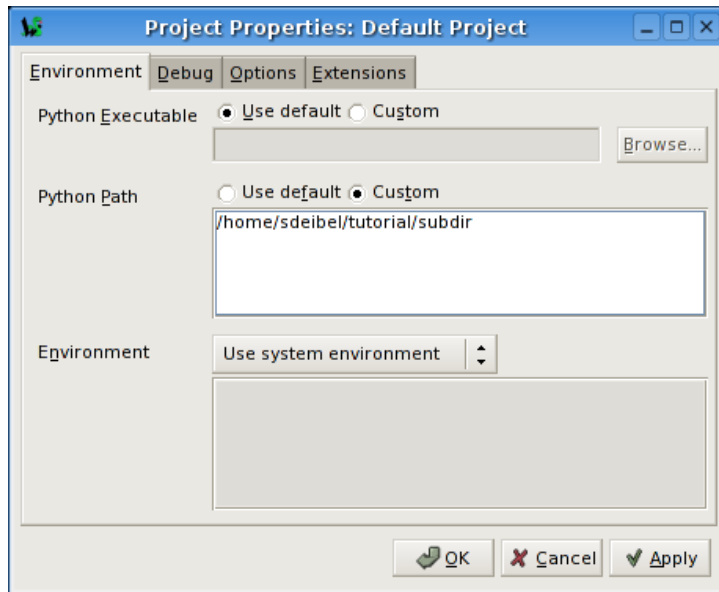 Project Properties: Default Project
Environment Debug Options Extensions
Python Executable Use default Custom
Browse...
Python Path Use default Custom
/home/sdeibel/tutorial/subdir
Environment Use system environment
OK Cancel Apply